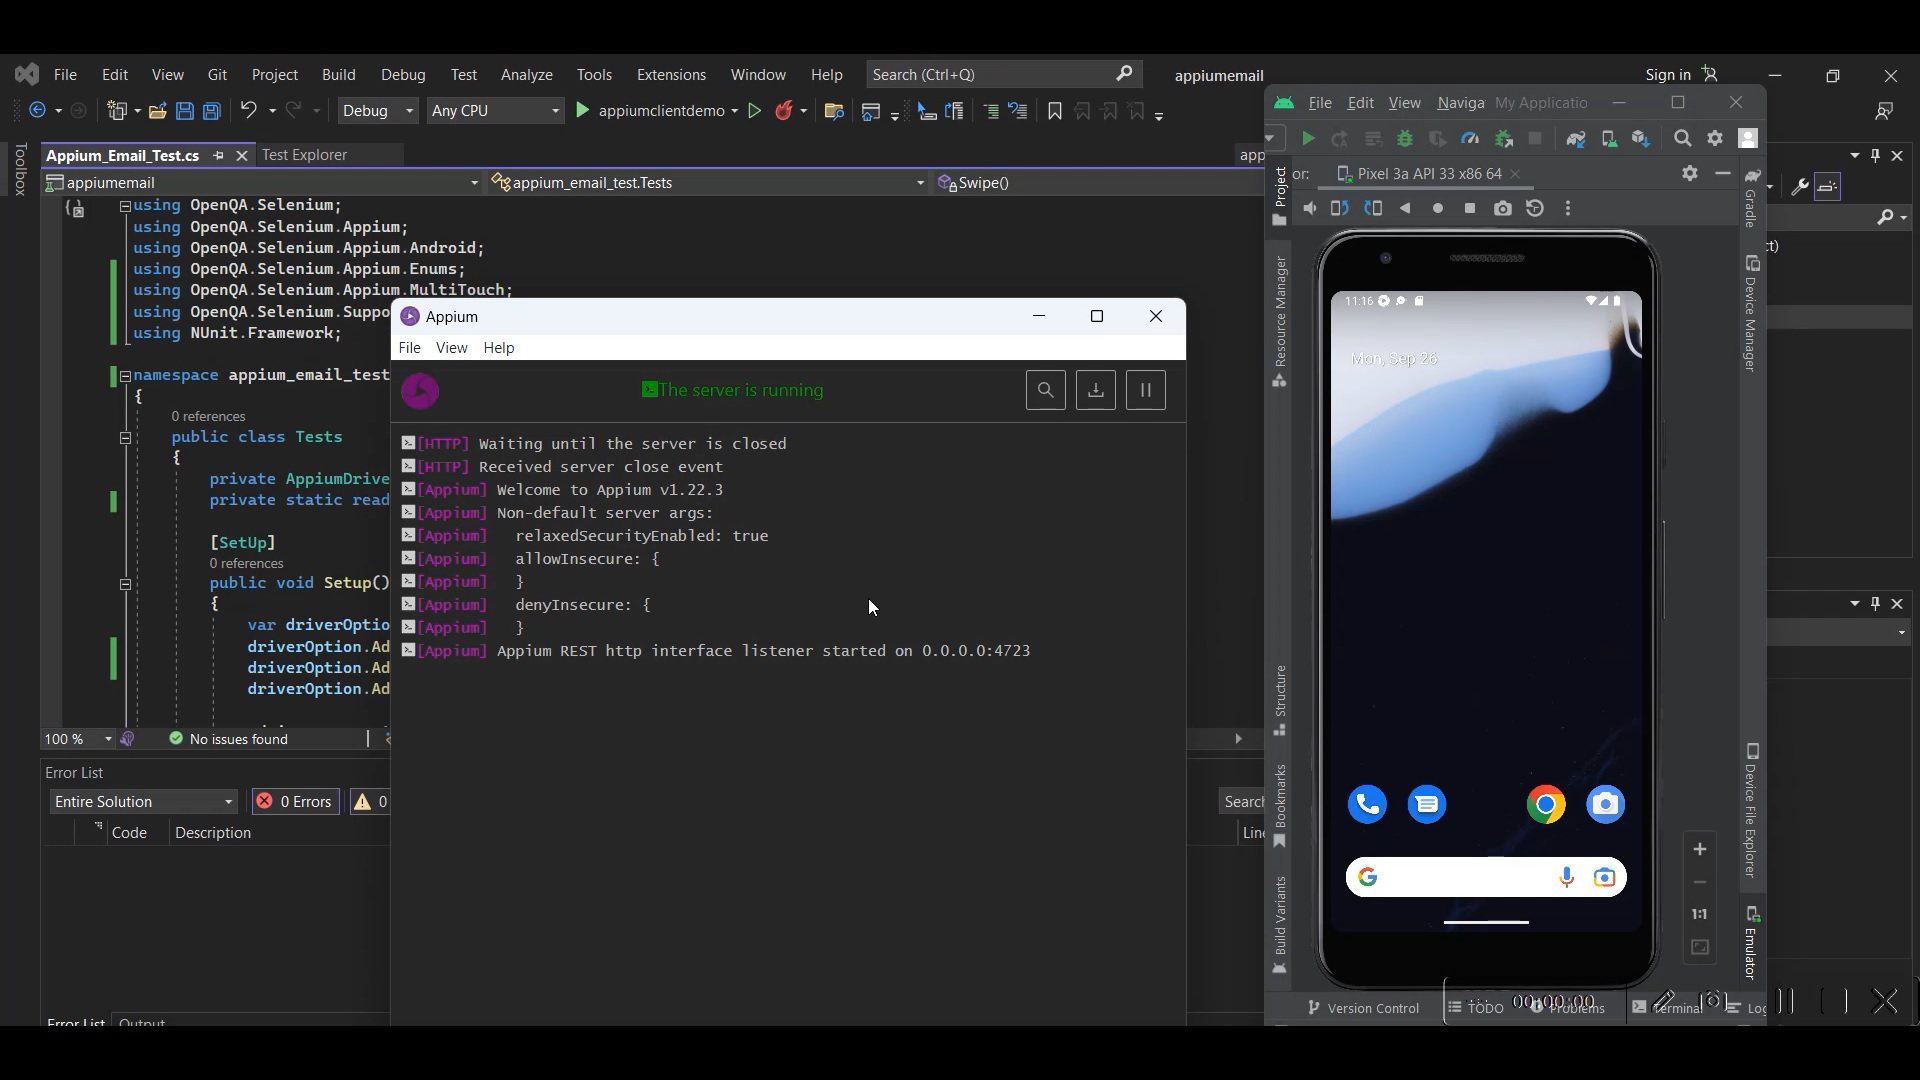 File Edit View Git Project Build Debug Test Analyze Tools Extensions Window Help Search (Ctrl+Q) appiumemail Sign in
Debug Any CPU appiumclientdemo
Toolbox
Appium_Email_Test.cs Test Explorer
appiumemail appium_email_test.Tests Swipe()
using OpenQA.Selenium;
using OpenQA.Selenium.Appium;
using OpenQA.Selenium.Appium.Android;
using OpenQA.Selenium.Appium.Enums;
using OpenQA.Selenium.Appium.MultiTouch;
using OpenQA.Selenium.Suppo
using NUnit.Framework;
namespace appium_email_test
{
0 references
public class Tests
{
private AppiumDrive
private static read
[SetUp]
0 references
public void Setup()
{
var driverOptio
driverOption.Ad
driverOption.Ad
driverOption.Ad
100 % No issues found
Error List
Entire Solution 0 Errors 0
Code Description
Error List Output
Appium
File View Help
The server is running
[HTTP] Waiting until the server is closed
[HTTP] Received server close event
[Appium] Welcome to Appium v1.22.3
[Appium] Non-default server args:
[Appium] relaxedSecurityEnabled: true
[Appium] allowInsecure: {
[Appium] }
[Appium] denyInsecure: {
[Appium] }
[Appium] Appium REST http interface listener started on 0.0.0.0:4723
app
Search
Line
File Edit View Naviga My Applicatio
or: Pixel 3a API 33 x86 64
Project
Resource Manager
Structure
Bookmarks
Build Variants
11:16
Mon, Sep 26
1:1
Gradle
Device Manager
Device File Explorer
Emulator
Version Control TODO Problems Terminal Log
00:00:00
ct)